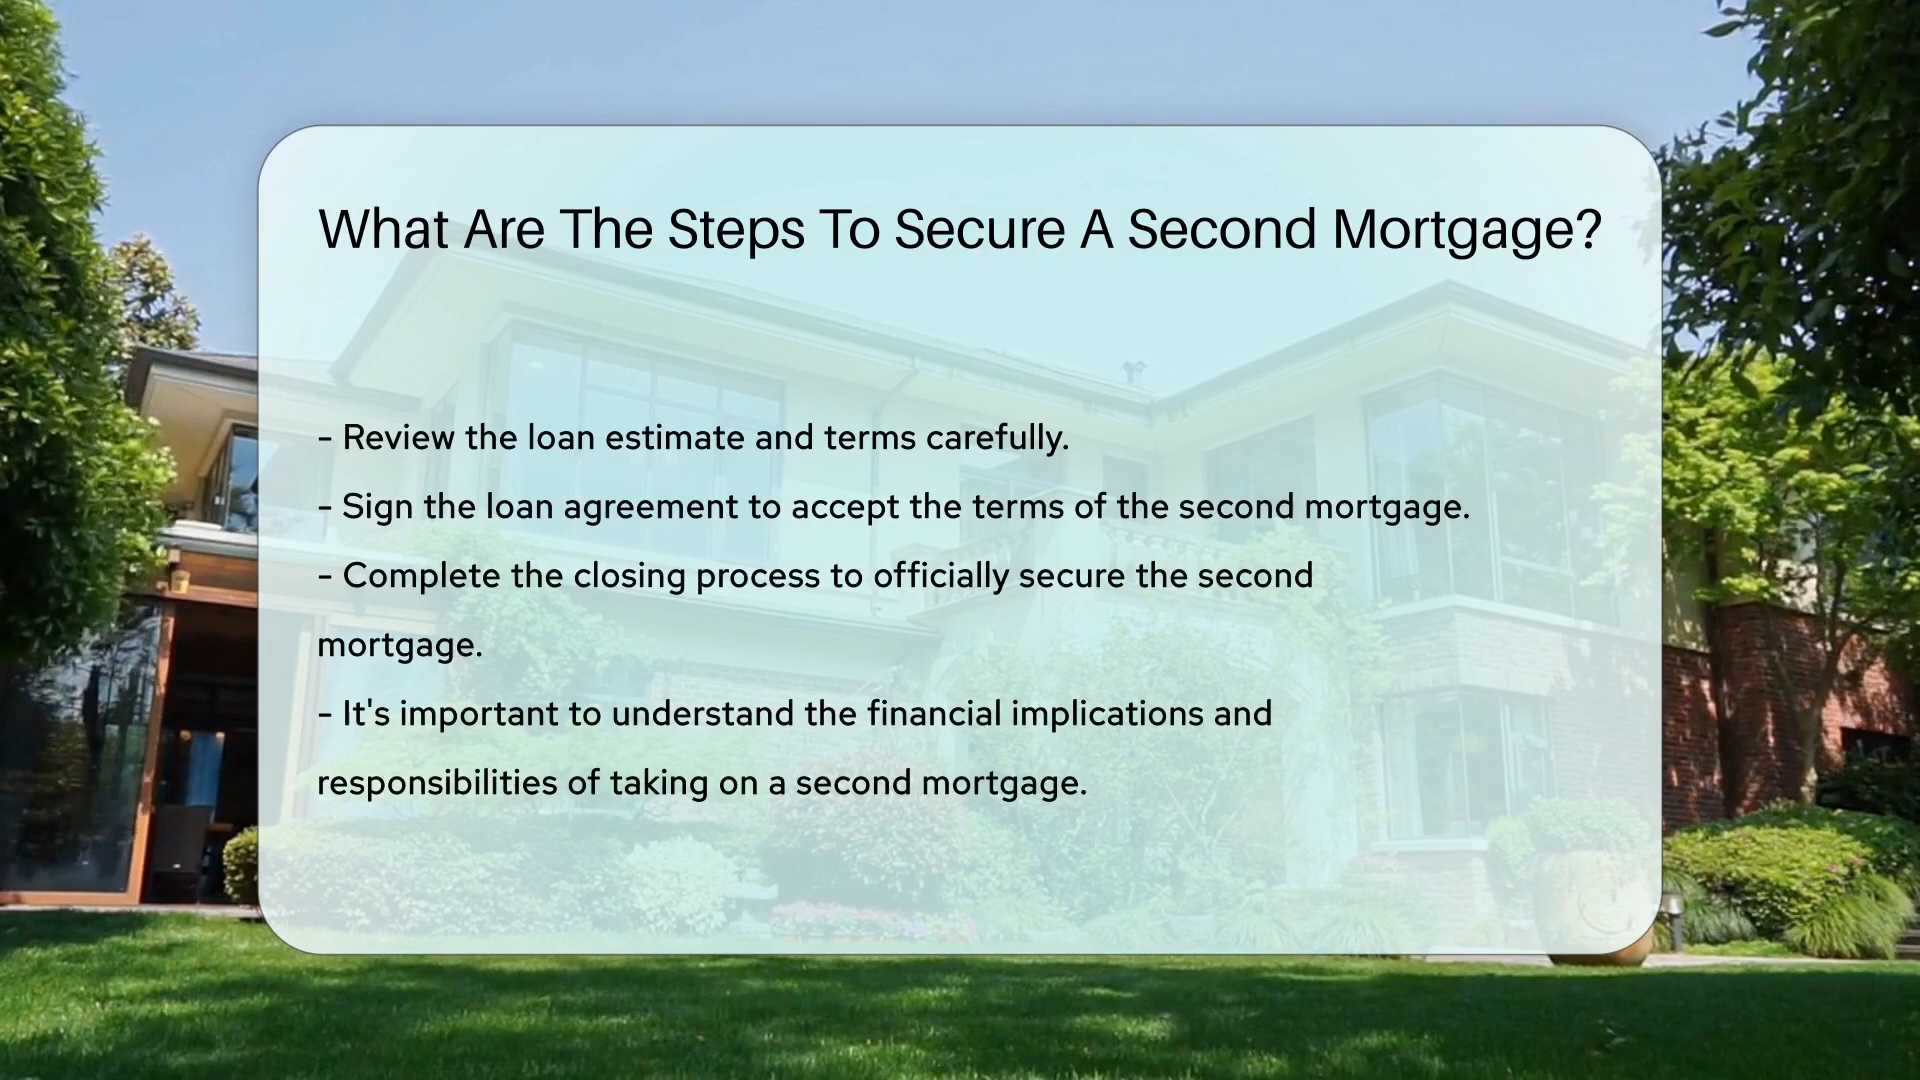 What Are The Steps To Secure A Second Mortgage?
- Review the loan estimate and terms carefully.
- Sign the loan agreement to accept the terms of the second mortgage.
- Complete the closing process to officially secure the second
mortgage.
- It's important to understand the financial implications and
responsibilities of taking on a second mortgage.